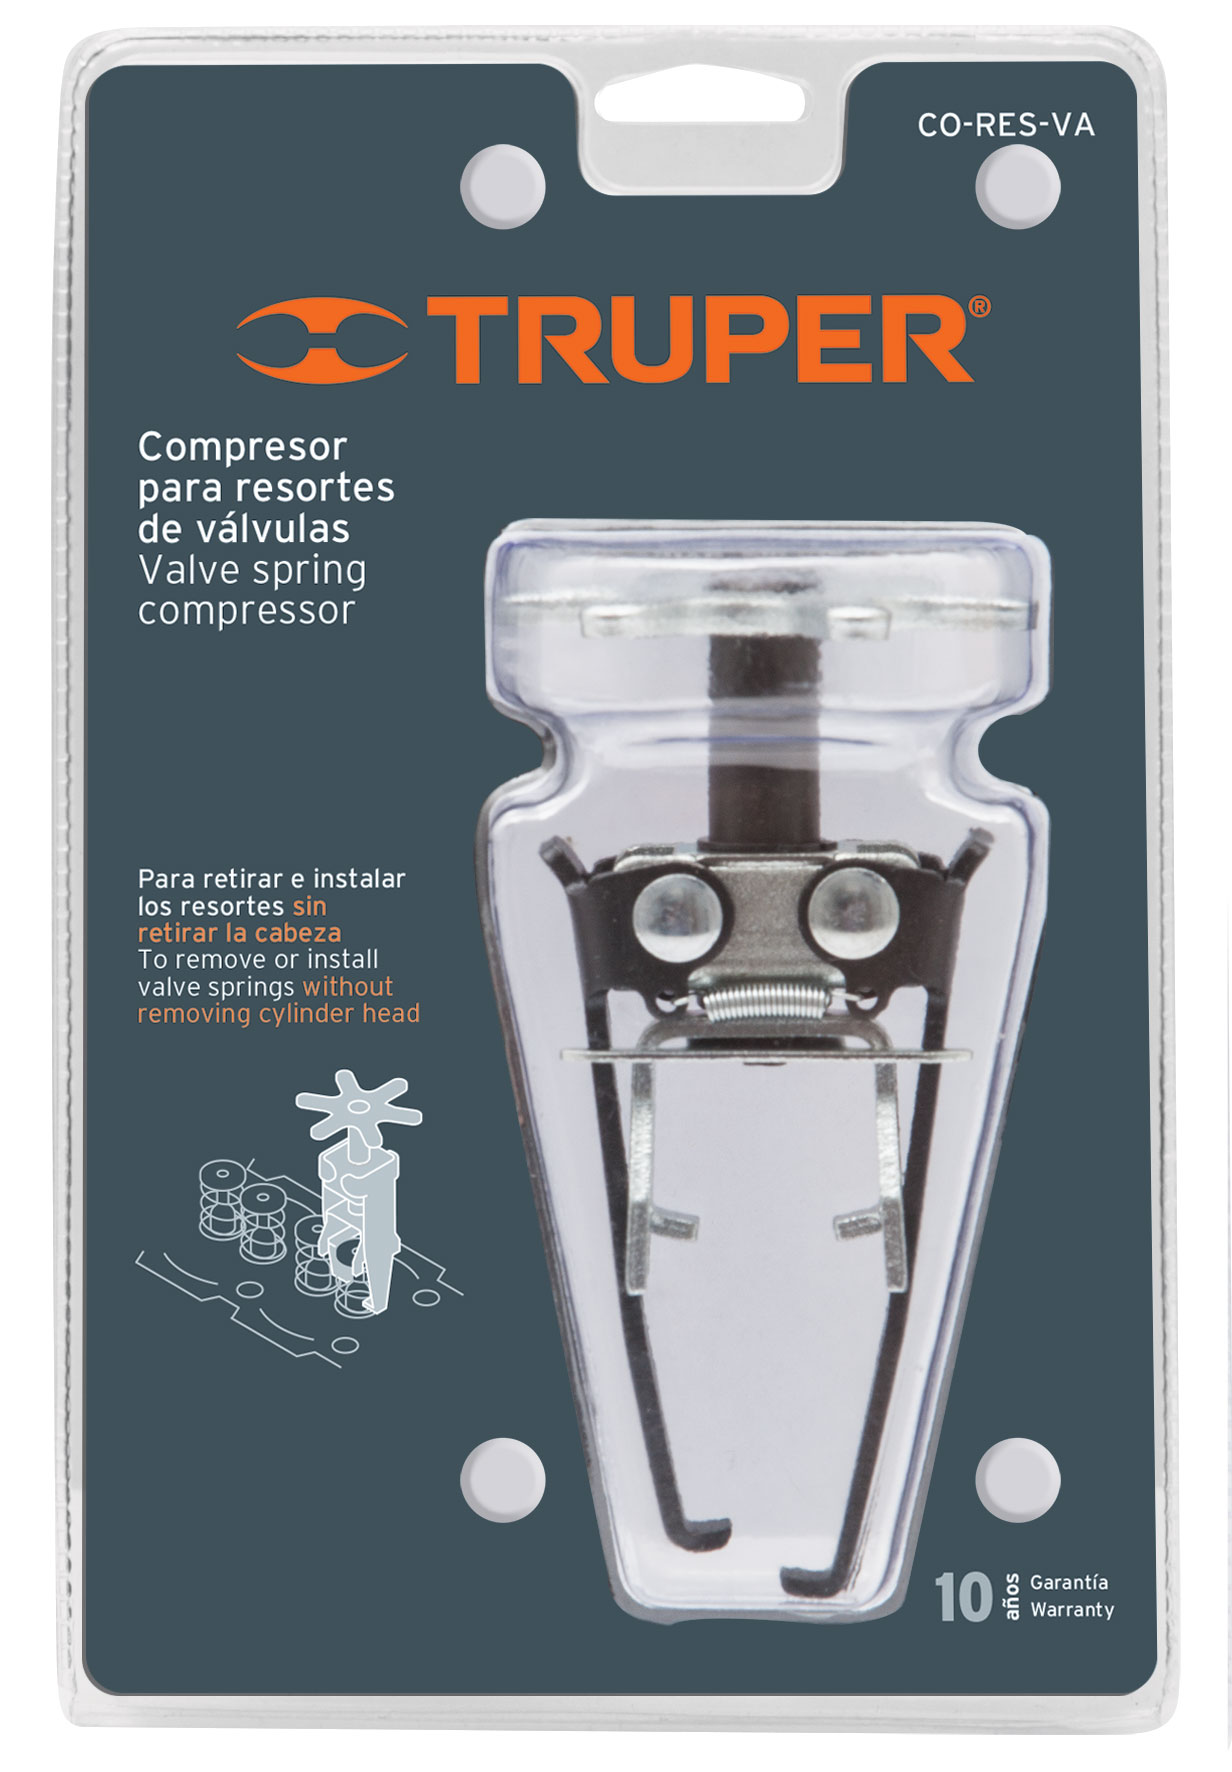 CO-RES-VA
TRUPER®
Compresor
para resortes
de válvulas
Valve spring
compressor
Para retirar e instalar
los resortes sin
retirar la cabeza
To remove or install
valve springs without
removing cylinder head
10 años
Garantía
Warranty